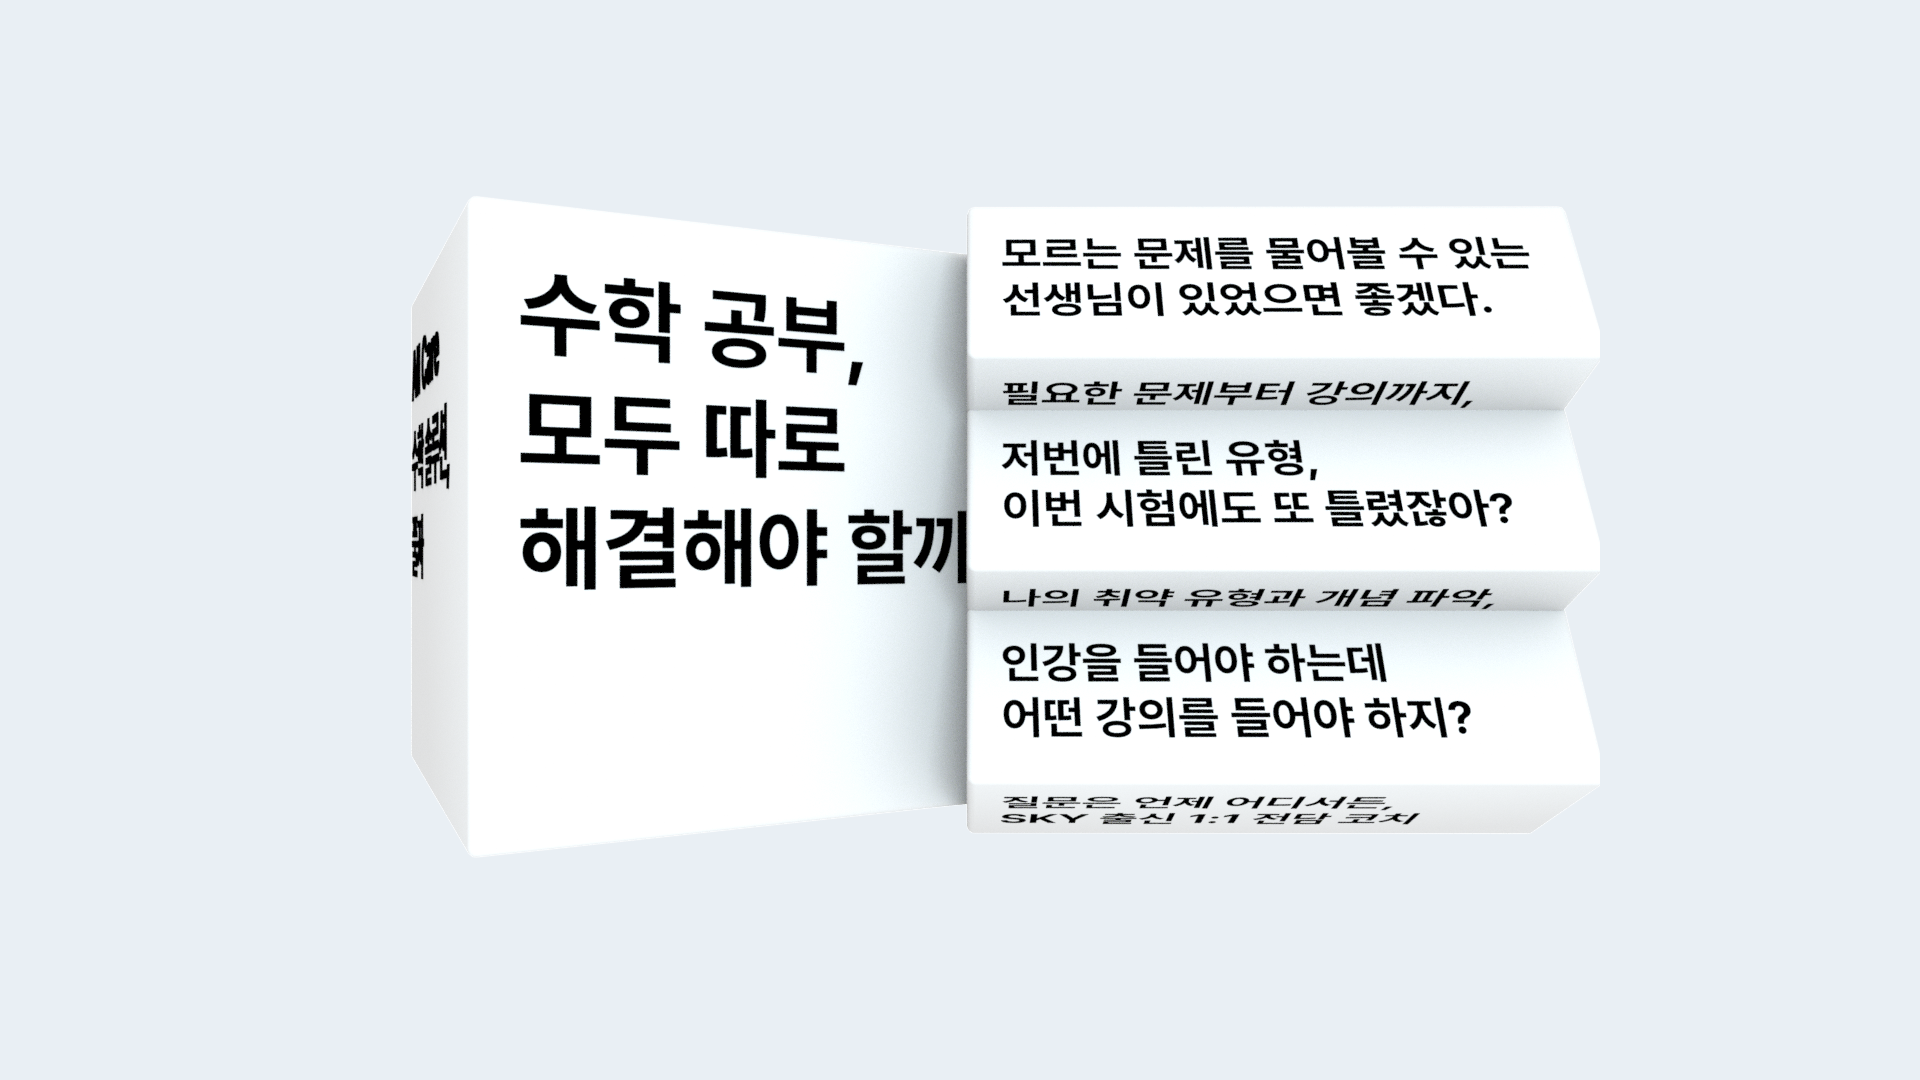 Care
수학 솔루션,
수학 공부,
모두 따로
해결해야 할까
모르는 문제를 물어볼 수 있는
선생님이 있었으면 좋겠다.
필요한 문제부터 강의까지,
저번에 틀린 유형,
이번 시험에도 또 틀렸잖아?
나의 취약 유형과 개념 파악,
인강을 들어야 하는데
어떤 강의를 들어야 하지?
질문은 언제 어디서든,
SKY 출신 1:1 전담 코치